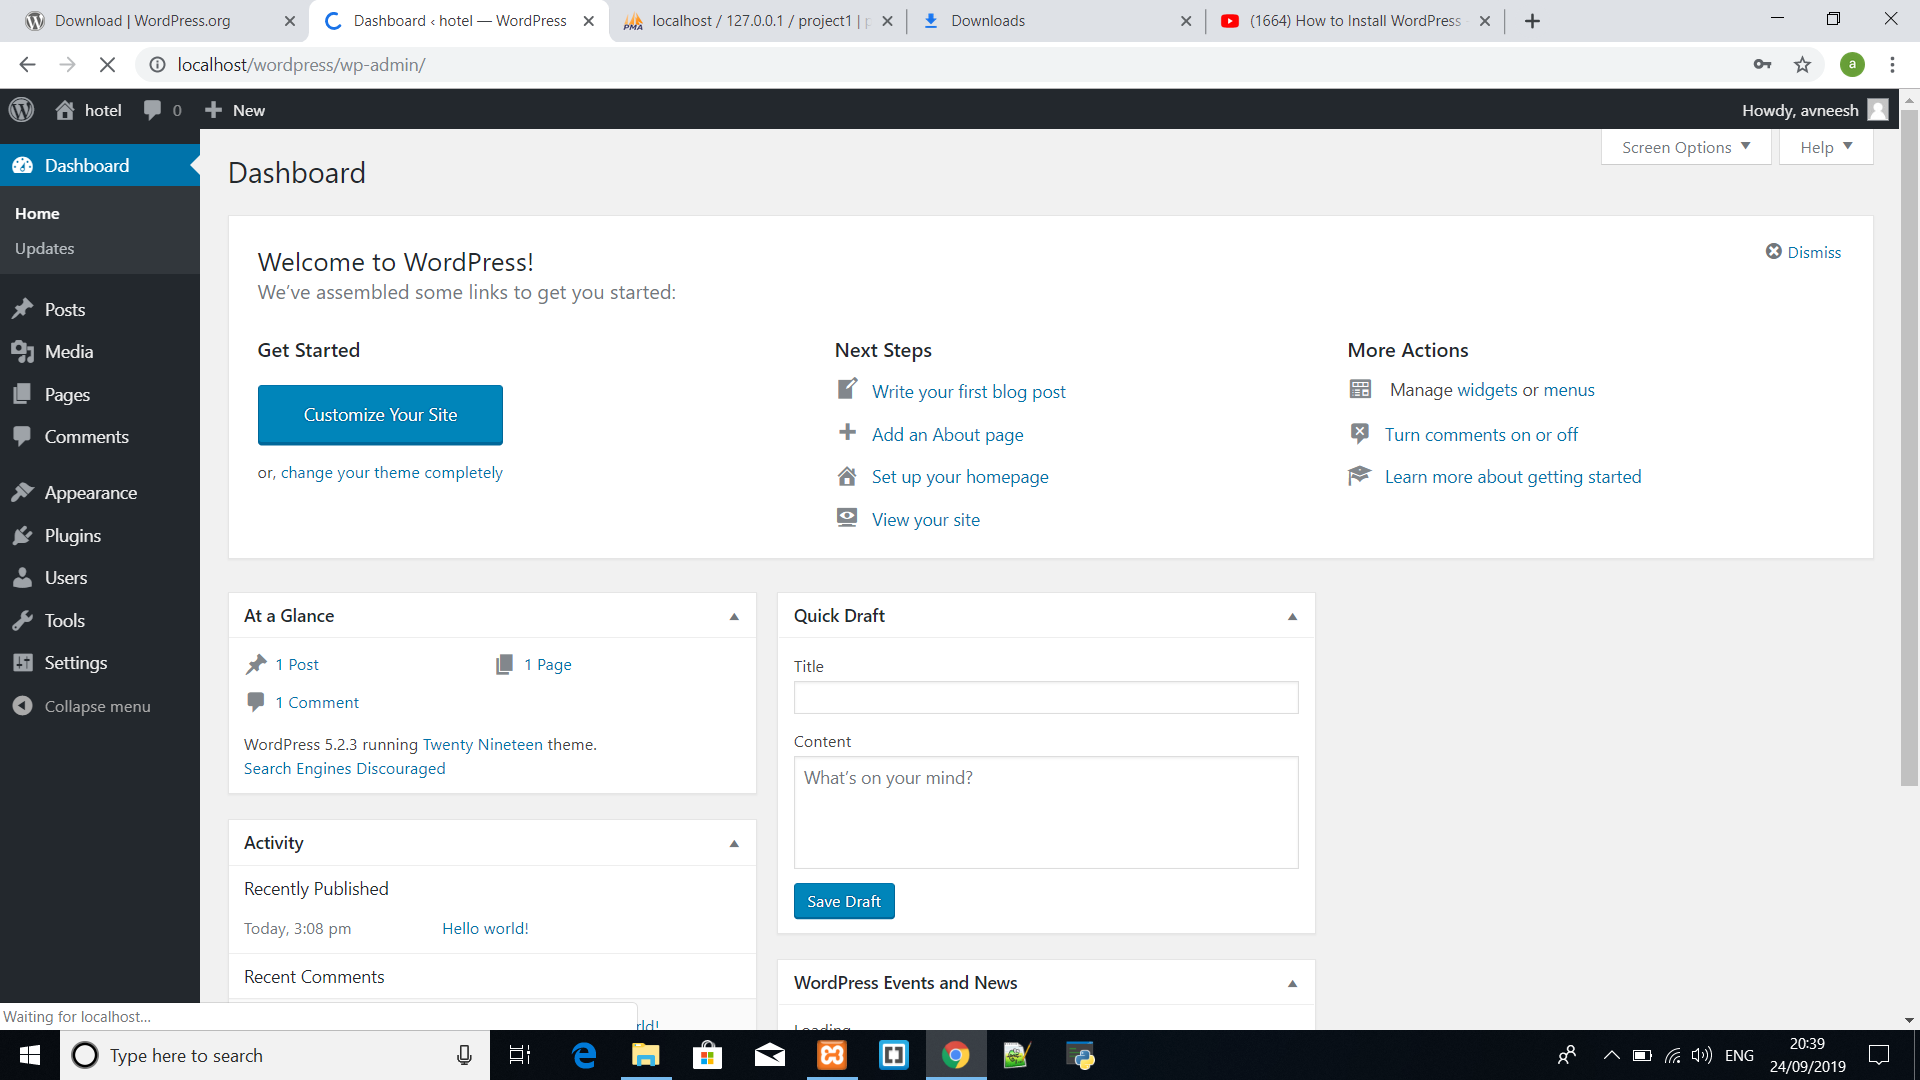 Download | WordPress.org
Dashboard ‹ hotel — WordPress
localhost / 127.0.0.1 / project1 | p
Downloads
(1664) How to Install WordPress
localhost/wordpress/wp-admin/
a
hotel
0
New
Howdy, avneesh
Dashboard
Home
Updates
Posts
Media
Pages
Comments
Appearance
Plugins
Users
Tools
Settings
Collapse menu
Screen Options
Help
Dashboard
Welcome to WordPress!
We’ve assembled some links to get you started:
Dismiss
Get Started
Customize Your Site
or, change your theme completely
Next Steps
Write your first blog post
Add an About page
Set up your homepage
View your site
More Actions
Manage widgets or menus
Turn comments on or off
Learn more about getting started
At a Glance
1 Post
1 Page
1 Comment
WordPress 5.2.3 running Twenty Nineteen theme.
Search Engines Discouraged
Activity
Recently Published
Today, 3:08 pm
Hello world!
Recent Comments
Quick Draft
Title
Content
What’s on your mind?
Save Draft
WordPress Events and News
Waiting for localhost...
Type here to search
ENG
20:39
24/09/2019